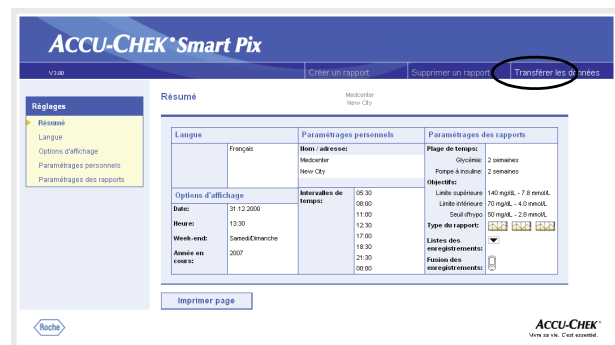 ACCU-CHEK® Smart Pix
V3.00
Créer un rapport
Supprimer un rapport
Transférer les données
Réglages
Résumé
Langue
Options d'affichage
Paramétrages personnels
Paramétrages des rapports
Résumé
Medcenter
New City
Langue
Français
Options d'affichage
Date: 31.12.2000
Heure: 13:30
Week-end: Samedi/Dimanche
Année en cours: 2007
Paramétrages personnels
Nom / adresse:
Medcenter
New City
Intervalles de temps:
05:30
08:00
11:00
12:30
17:00
18:30
21:30
00:00
Paramétrages des rapports
Plage de temps:
Glycémie: 2 semaines
Pompe à insuline: 2 semaines
Objectifs:
Limite supérieure 140 mg/dL - 7.8 mmol/L
Limite inférieure 70 mg/dL - 4.0 mmol/L
Seuil d'hypo 50 mg/dL - 2.8 mmol/L
Type du rapport:
Listes des enregistrements:
Fusion des enregistrements:
Imprimer page
Roche
ACCU-CHEK®
Vivre sa vie. C'est essentiel.